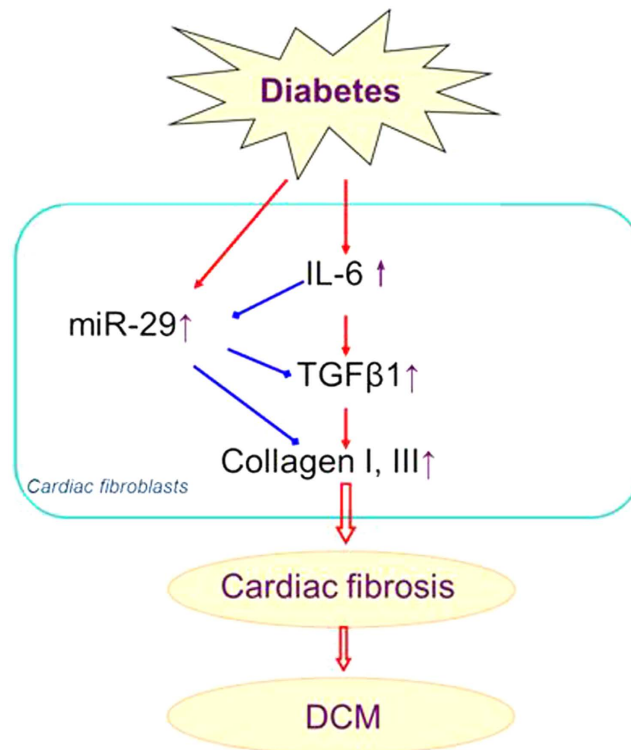 Diabetes
IL-6 ↑
miR-29↑
TGFβ1↑
Collagen I, III↑
Cardiac fibroblasts
Cardiac fibrosis
DCM